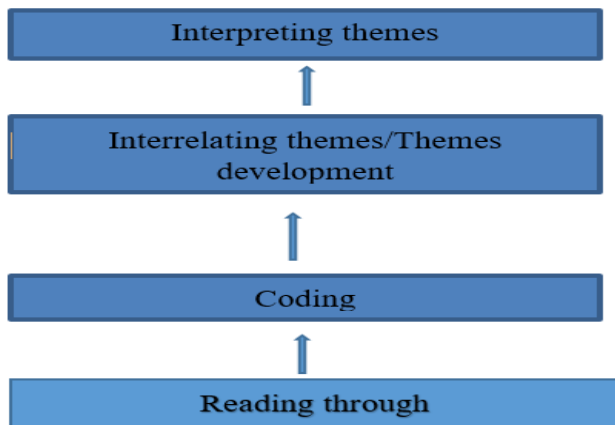 Interpreting themes
Interrelating themes/Themes
development
Coding
Reading through